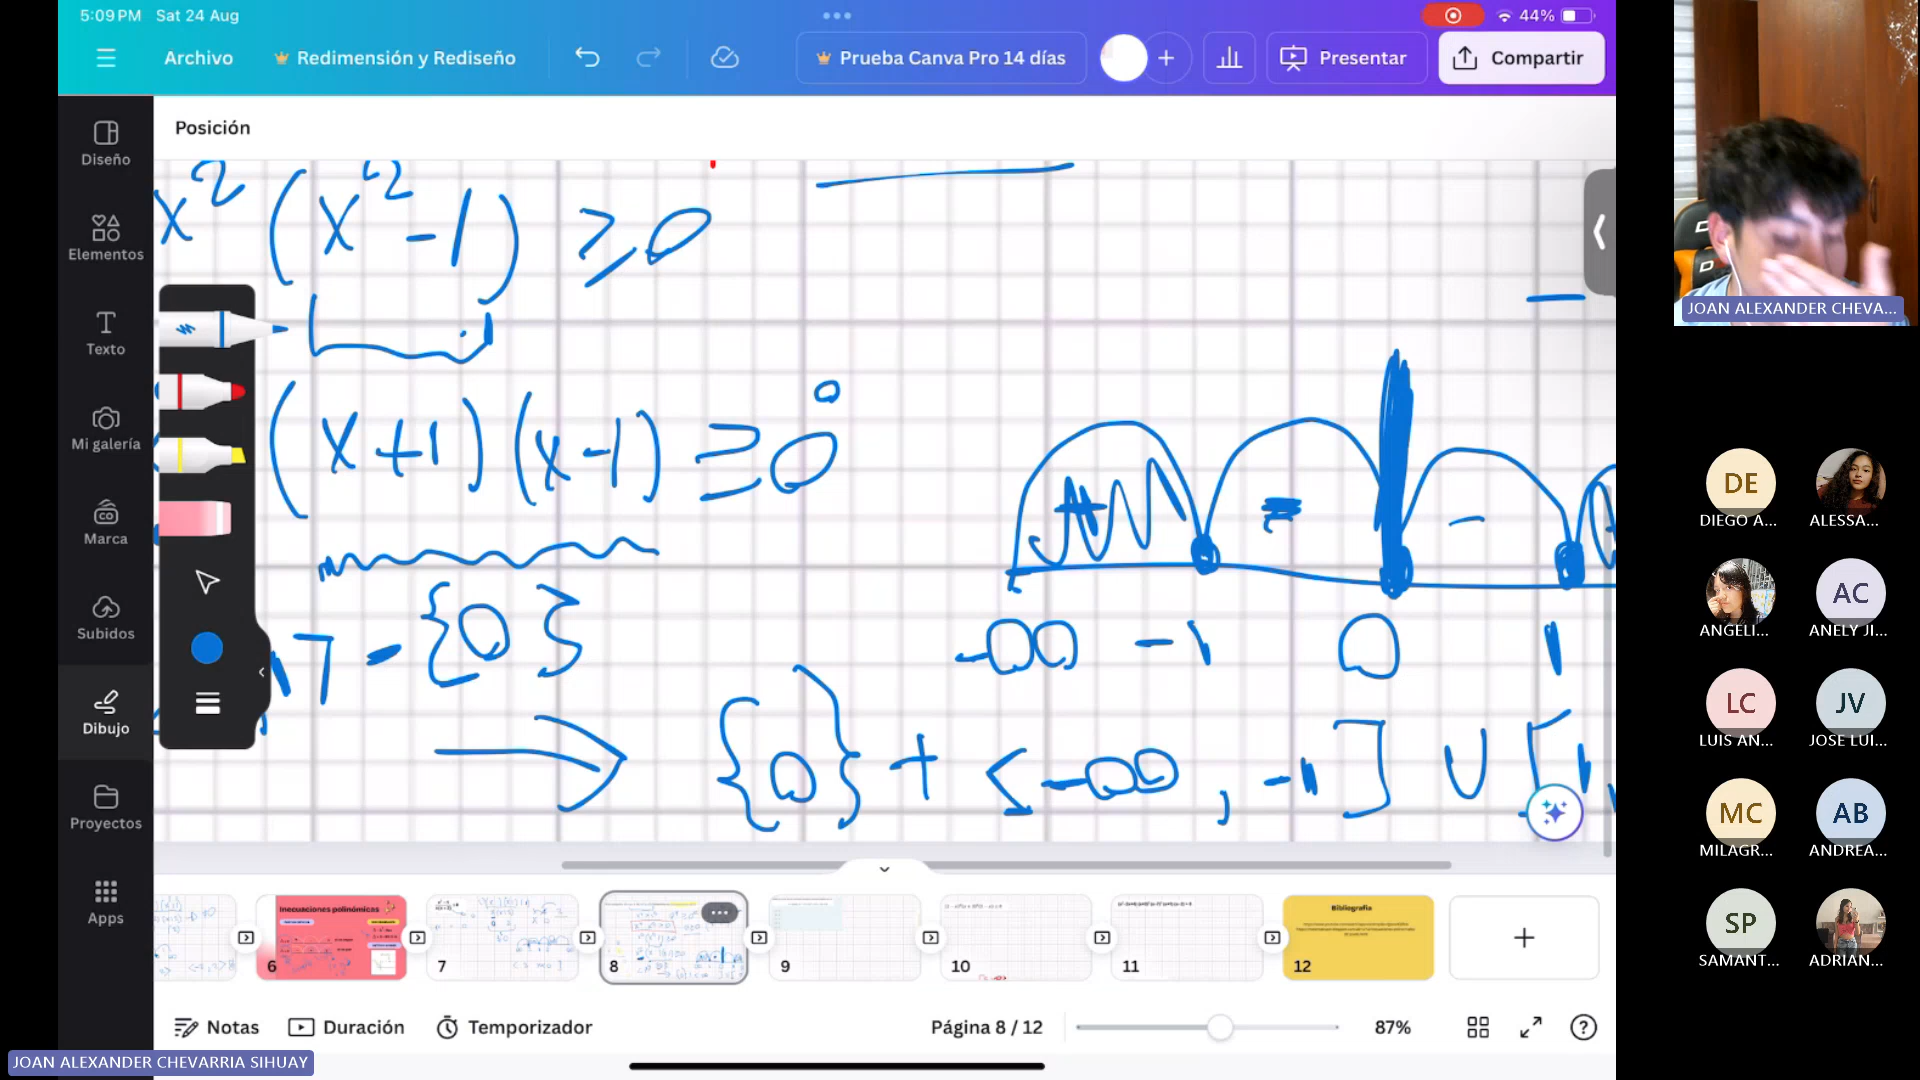 5:09 PM Sat 24 Aug
44%
Archivo
Redimensión y Rediseño
Prueba Canva Pro 14 días
Presentar
Compartir
Posición
Diseño
Elementos
Texto
Mi galería
Marca
Subidos
Dibujo
Proyectos
Apps
x² (x² - 1) ≥ 0
(x + 1) (x - 1) ≥ 0
- {0}
+ = -
-∞ -1 0 1
{0} + <-∞, -1] U [1,
Inecuaciones polinómicas
Bibliografía
6
7
8
9
10
11
12
Notas
Duración
Temporizador
Página 8 / 12
87%
JOAN ALEXANDER CHEVARRIA SIHUAY
JOAN ALEXANDER CHEVA...
DE
DIEGO A...
ALESSA...
ANGELI...
AC
ANELY JI...
LC
LUIS AN...
JV
JOSE LUI...
MC
MILAGR...
AB
ANDREA...
SP
SAMANT...
ADRIAN...